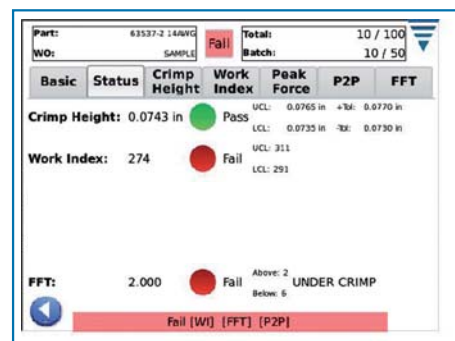 Part: 63537-2 14AWG Fail Total: 10 / 100
WO: SAMPLE Batch: 10 / 50
Basic Status Crimp Height Work Index Peak Force P2P FFT
Crimp Height: 0.0743 in Pass UCL: 0.0765 in +Tol: 0.0770 in
LCL: 0.0735 in -Tol: 0.0730 in
Work Index: 274 Fail UCL: 311
LCL: 291
FFT: 2.000 Fail Above: 2 UNDER CRIMP
Below: 6
Fail [WI] [FFT] [P2P]